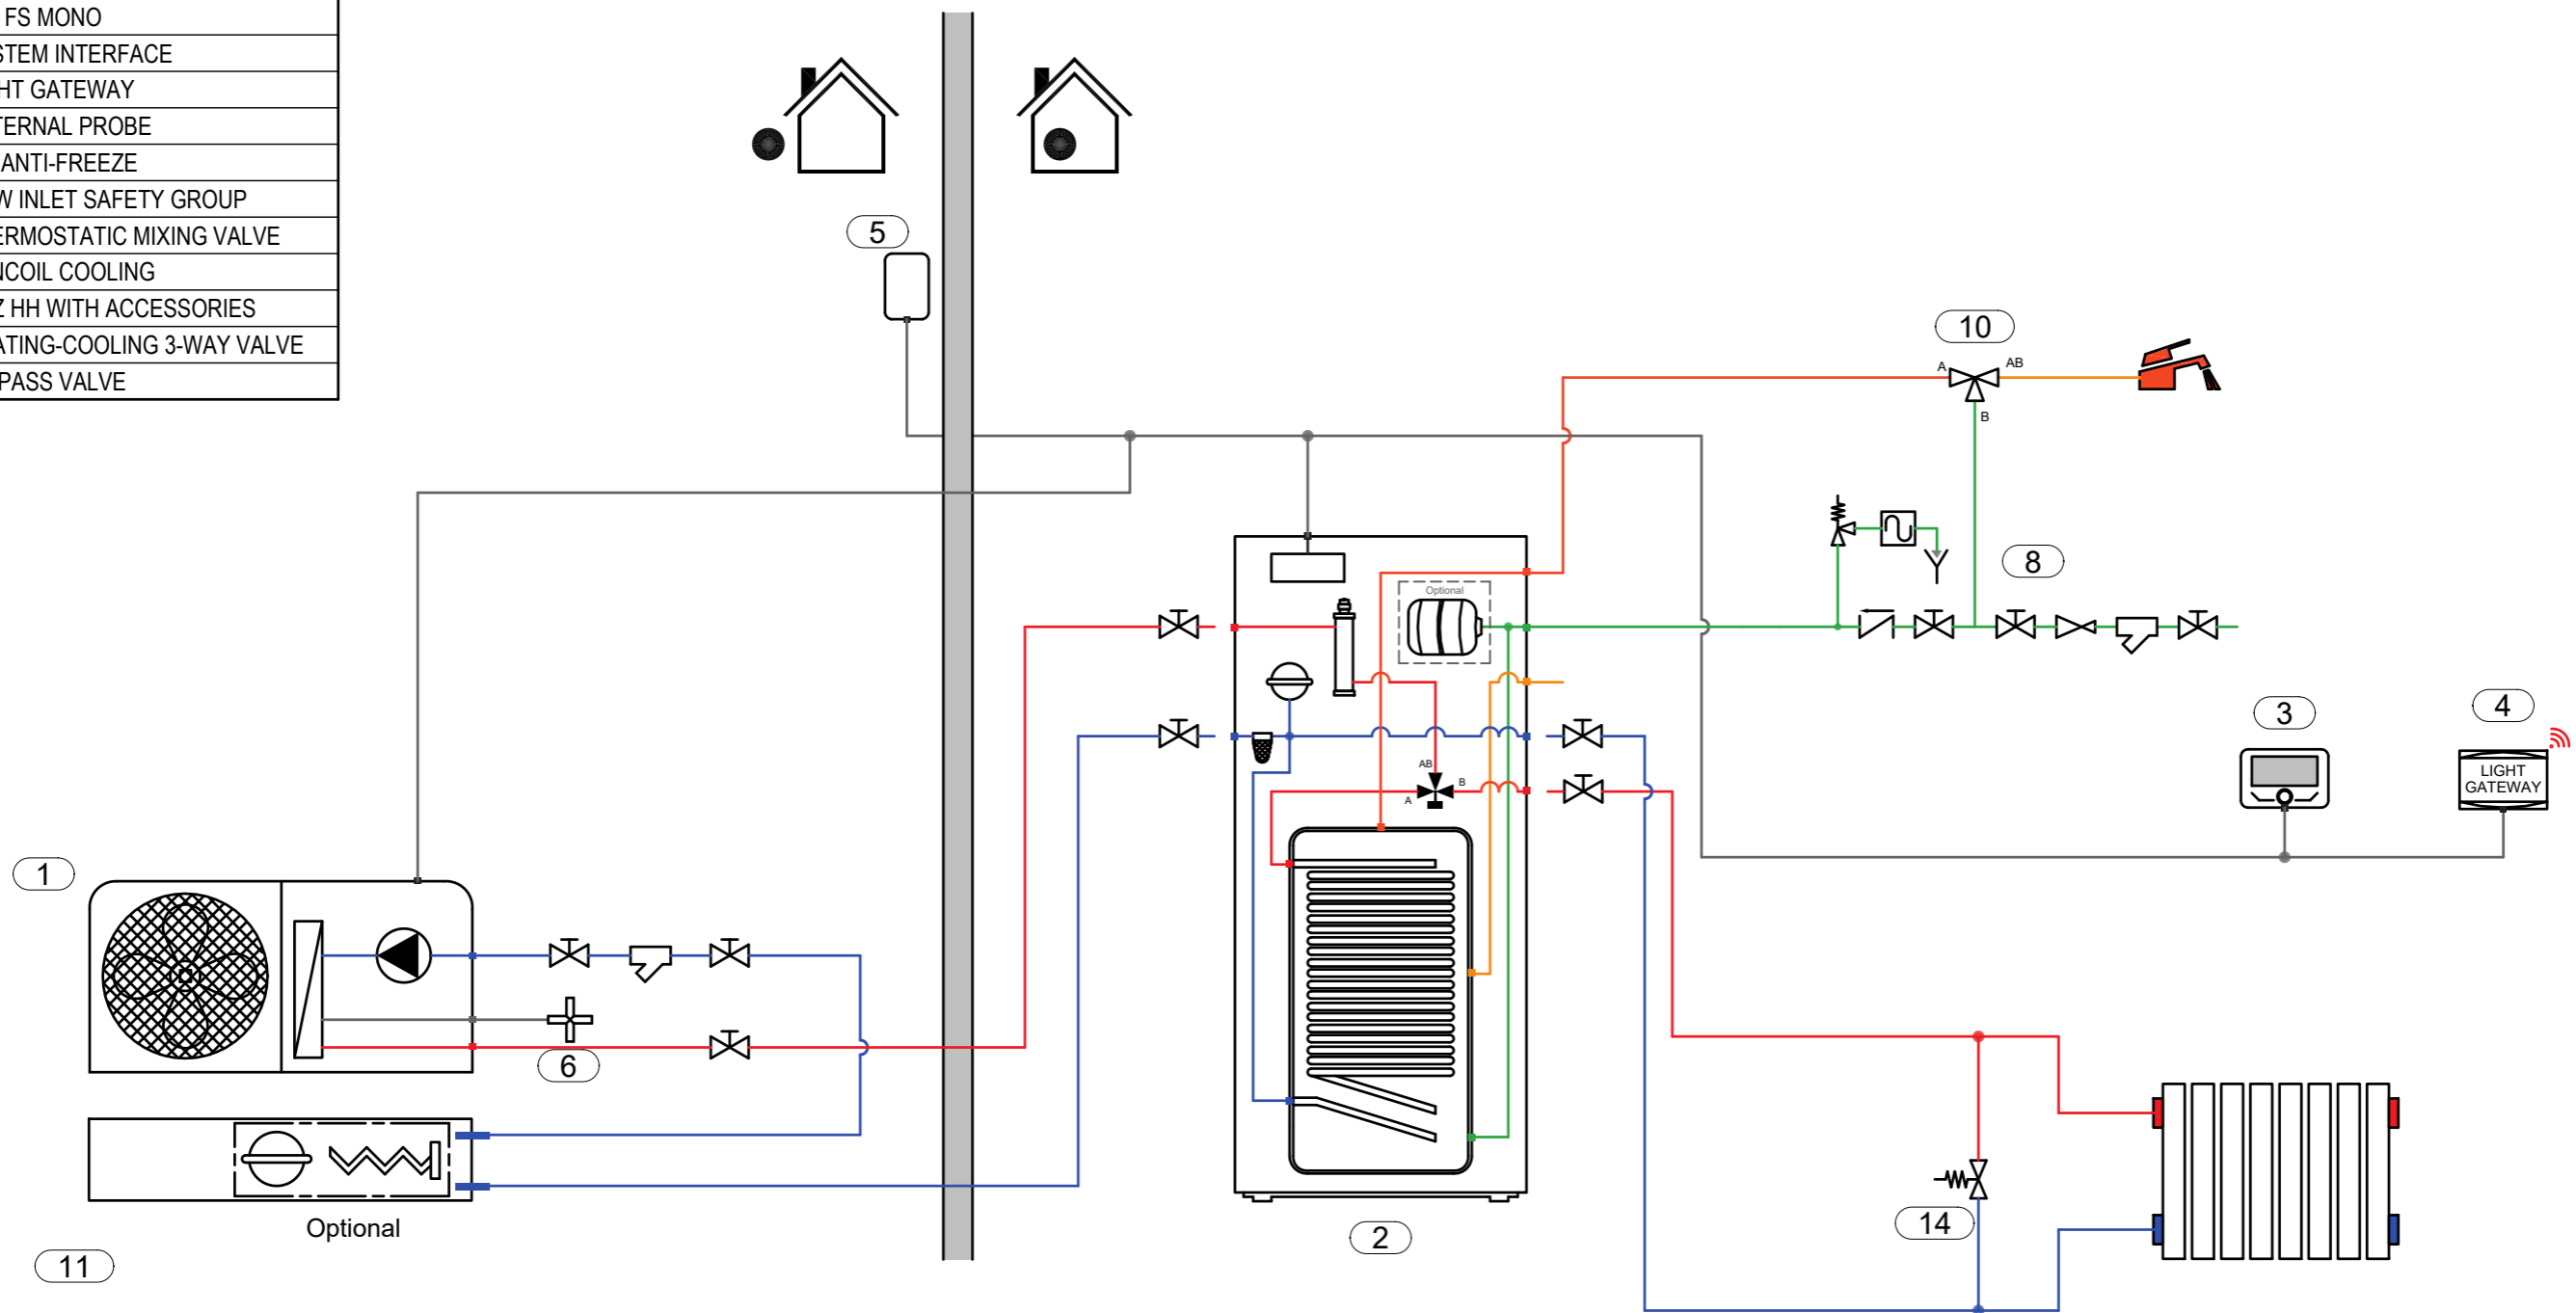 FS MONO
STEM INTERFACE
HT GATEWAY
TERNAL PROBE
ANTI-FREEZE
W INLET SAFETY GROUP
ERMOSTATIC MIXING VALVE
NCOIL COOLING
Z HH WITH ACCESSORIES
ATING-COOLING 3-WAY VALVE
PASS VALVE
5
10
A
AB
B
8
Optional
3
4
LIGHT
GATEWAY
AB
B
A
1
6
Optional
2
14
11